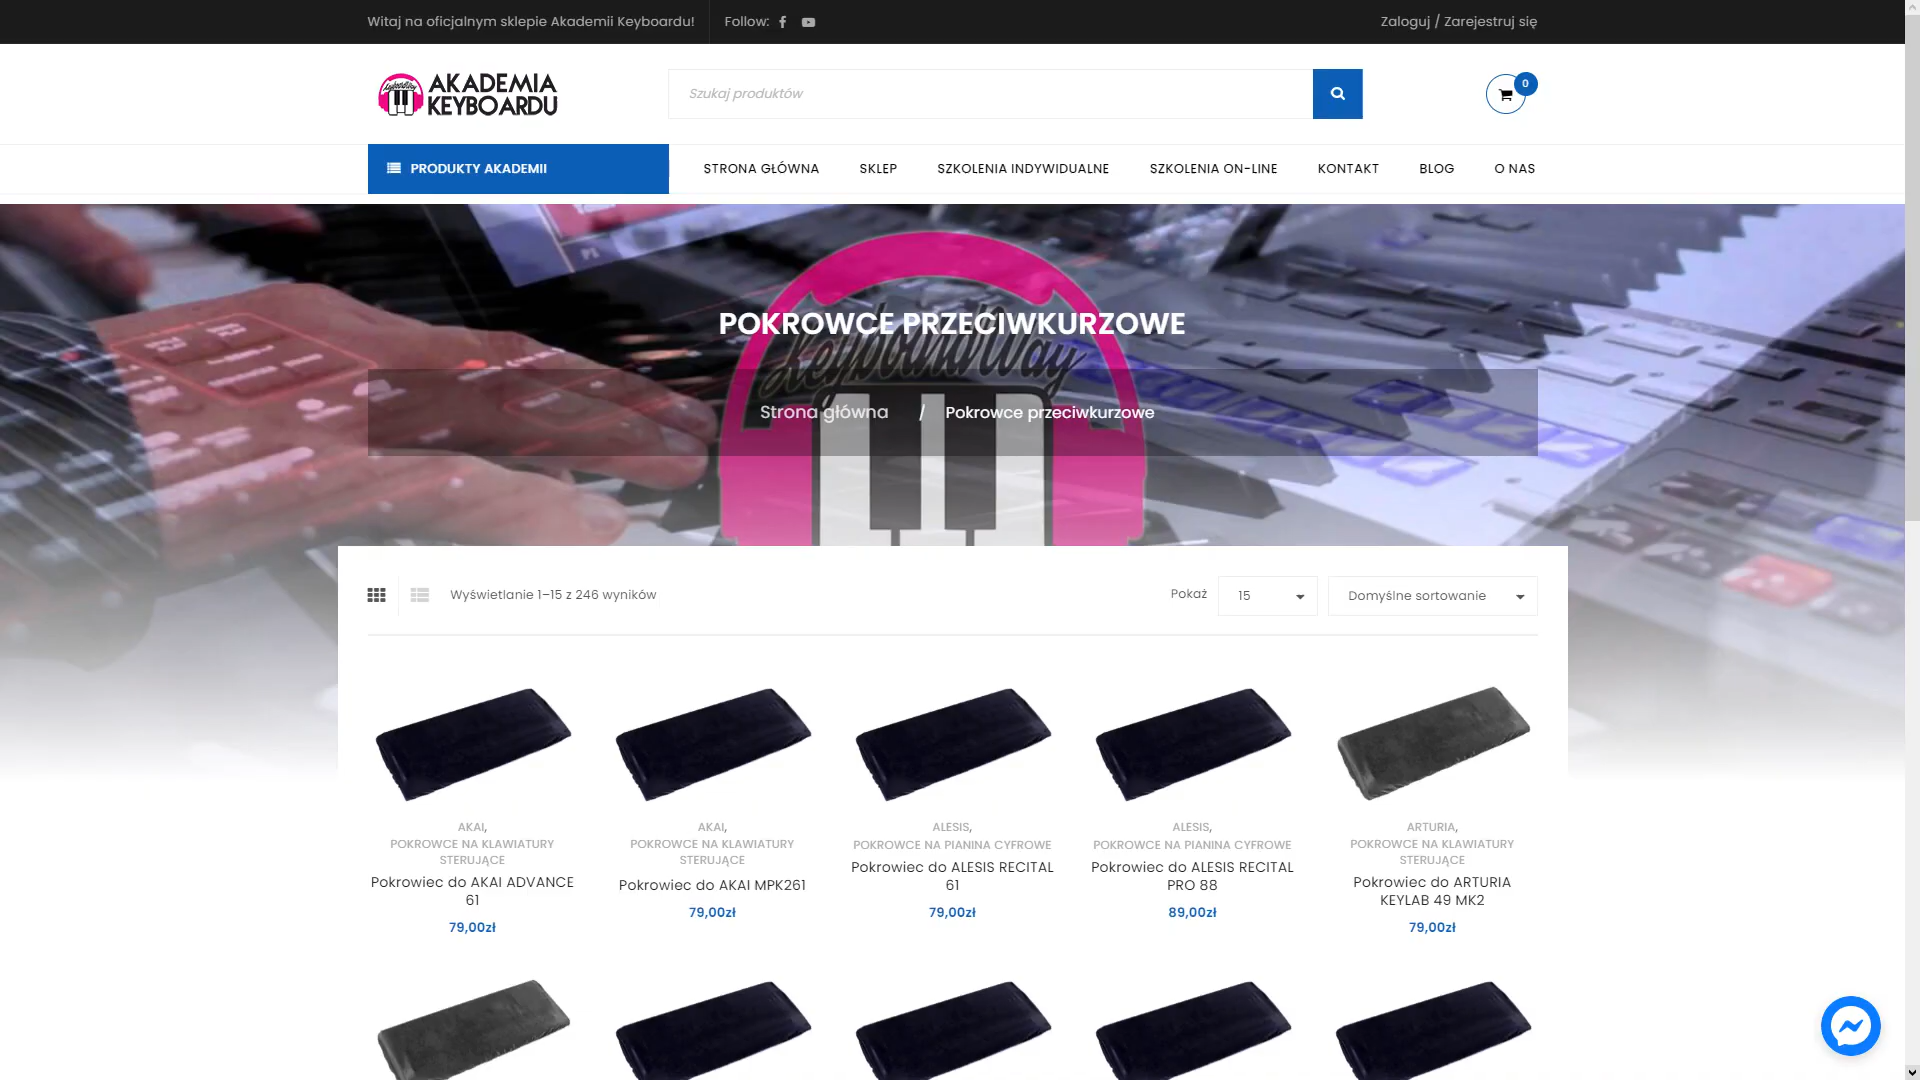 Witaj na oficjalnym sklepie Akademii Keyboardu!
Follow:
Zaloguj / Zarejestruj się
KeyboardWay
AKADEMIA
KEYBOARDU
Szukaj produktów
0
PRODUKTY AKADEMII
STRONA GŁÓWNA
SKLEP
SZKOLENIA INDYWIDUALNE
SZKOLENIA ON-LINE
KONTAKT
BLOG
O NAS
POKROWCE PRZECIWKURZOWE
KeyboardWay
Strona główna / Pokrowce przeciwkurzowe
Wyświetlanie 1–15 z 246 wyników
Pokaż
15
Domyślne sortowanie
AKAI,
POKROWCE NA KLAWIATURY
STERUJĄCE
Pokrowiec do AKAI ADVANCE
61
79,00zł
AKAI,
POKROWCE NA KLAWIATURY
STERUJĄCE
Pokrowiec do AKAI MPK261
79,00zł
ALESIS,
POKROWCE NA PIANINA CYFROWE
Pokrowiec do ALESIS RECITAL
61
79,00zł
ALESIS,
POKROWCE NA PIANINA CYFROWE
Pokrowiec do ALESIS RECITAL
PRO 88
89,00zł
ARTURIA,
POKROWCE NA KLAWIATURY
STERUJĄCE
Pokrowiec do ARTURIA
KEYLAB 49 MK2
79,00zł